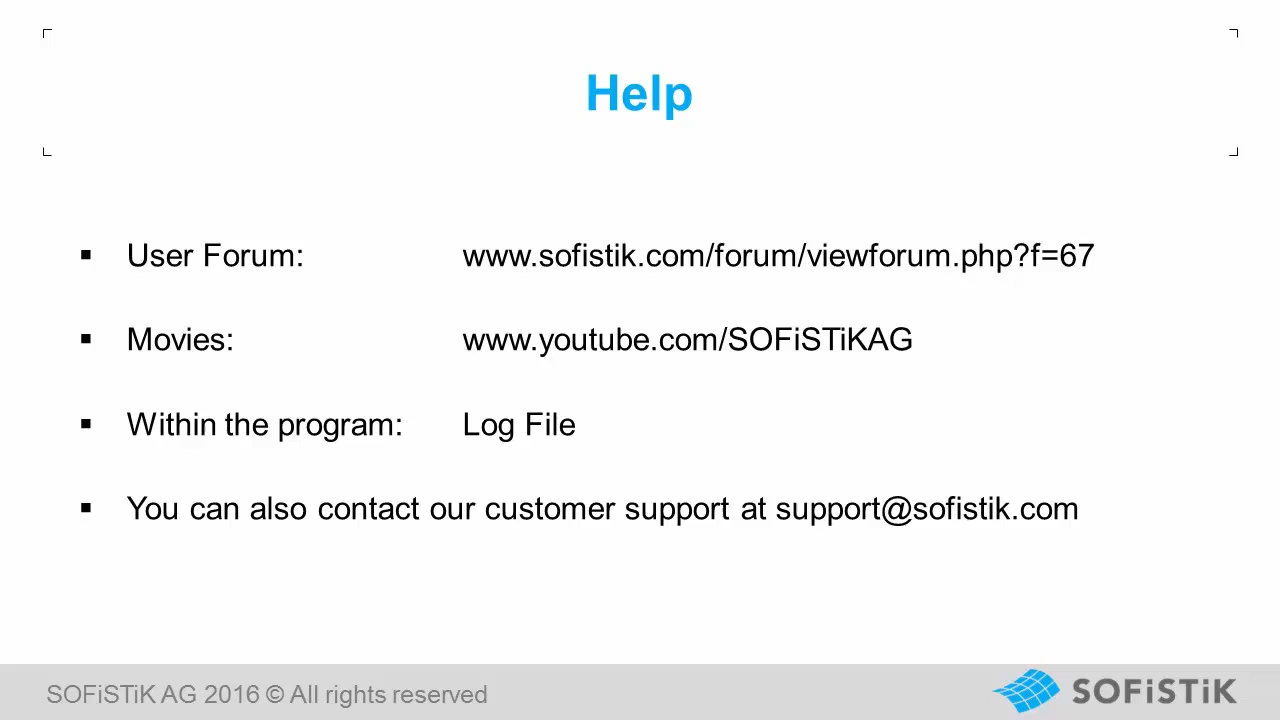 Help
▪ User Forum: www.sofistik.com/forum/viewforum.php?f=67
▪ Movies: www.youtube.com/SOFiSTiKAG
▪ Within the program: Log File
▪ You can also contact our customer support at support@sofistik.com
SOFiSTiK AG 2016 © All rights reserved
SOFiSTiK